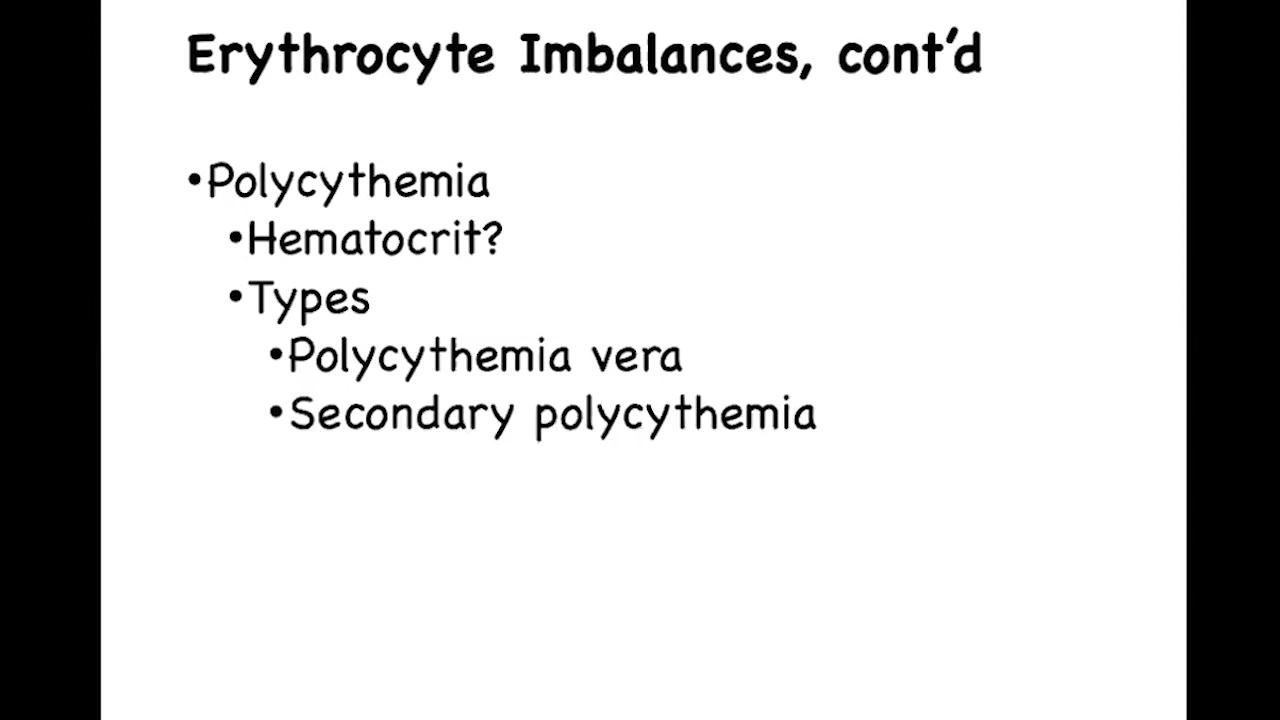 Erythrocyte Imbalances, cont'd
•Polycythemia
•Hematocrit?
•Types
•Polycythemia vera
•Secondary polycythemia